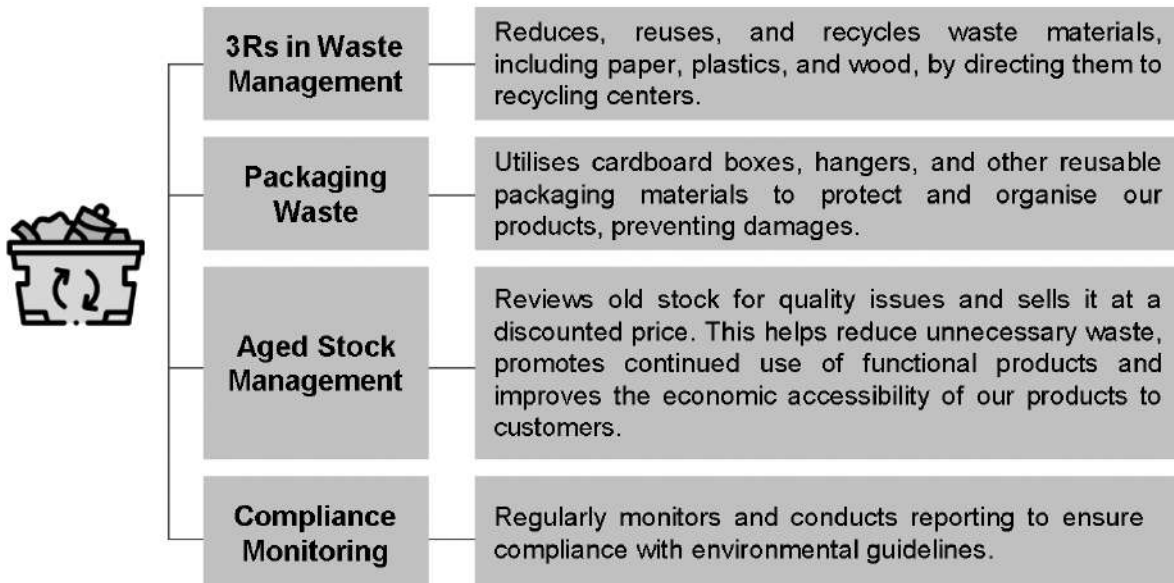 3Rs in Waste
Management
Reduces, reuses, and recycles waste materials,
including paper, plastics, and wood, by directing them to
recycling centers.
Packaging
Waste
Utilises cardboard boxes, hangers, and other reusable
packaging materials to protect and organise our
products, preventing damages.
Aged Stock
Management
Reviews old stock for quality issues and sells it at a
discounted price. This helps reduce unnecessary waste,
promotes continued use of functional products and
improves the economic accessibility of our products to
customers.
Compliance
Monitoring
Regularly monitors and conducts reporting to ensure
compliance with environmental guidelines.